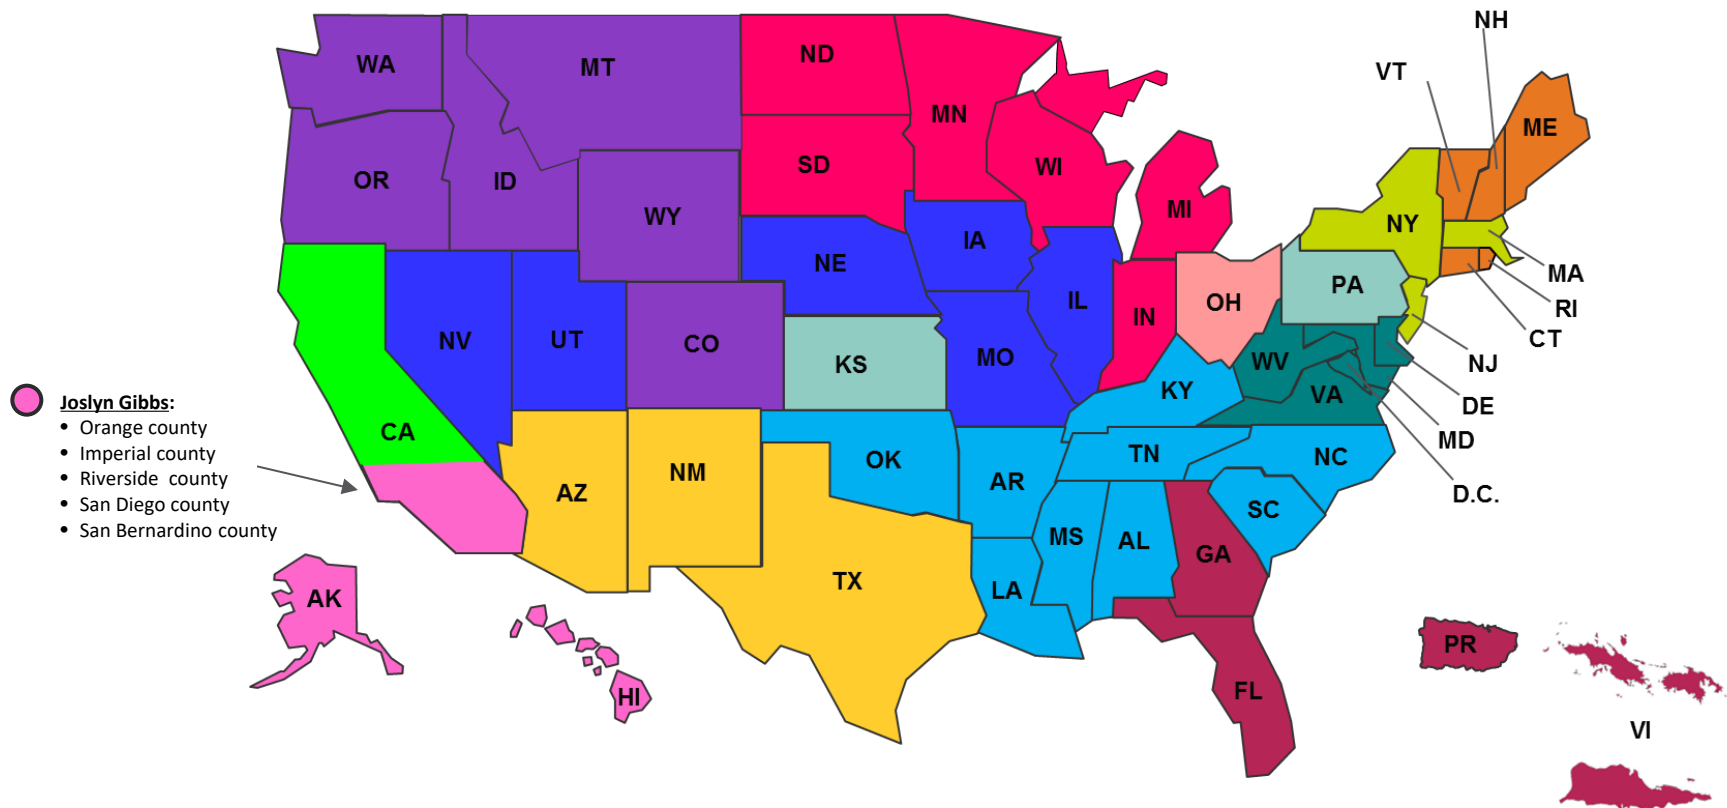 NH
VT
WA
MT
ND
MN
ME
OR
ID
SD
WI
WY
MI
NY
IA
NE
MA
PA
RI
IL
OH
IN
CT
NV
UT
CO
MO
KS
WV
NJ
KY
VA
DE
Joslyn Gibbs:
• Orange county
• Imperial county
• Riverside  county
• San Diego county
• San Bernardino county
CA
MD
TN
NC
OK
NM
AR
AZ
D.C.
SC
MS
AL
GA
TX
LA
AK
PR
FL
HI
VI